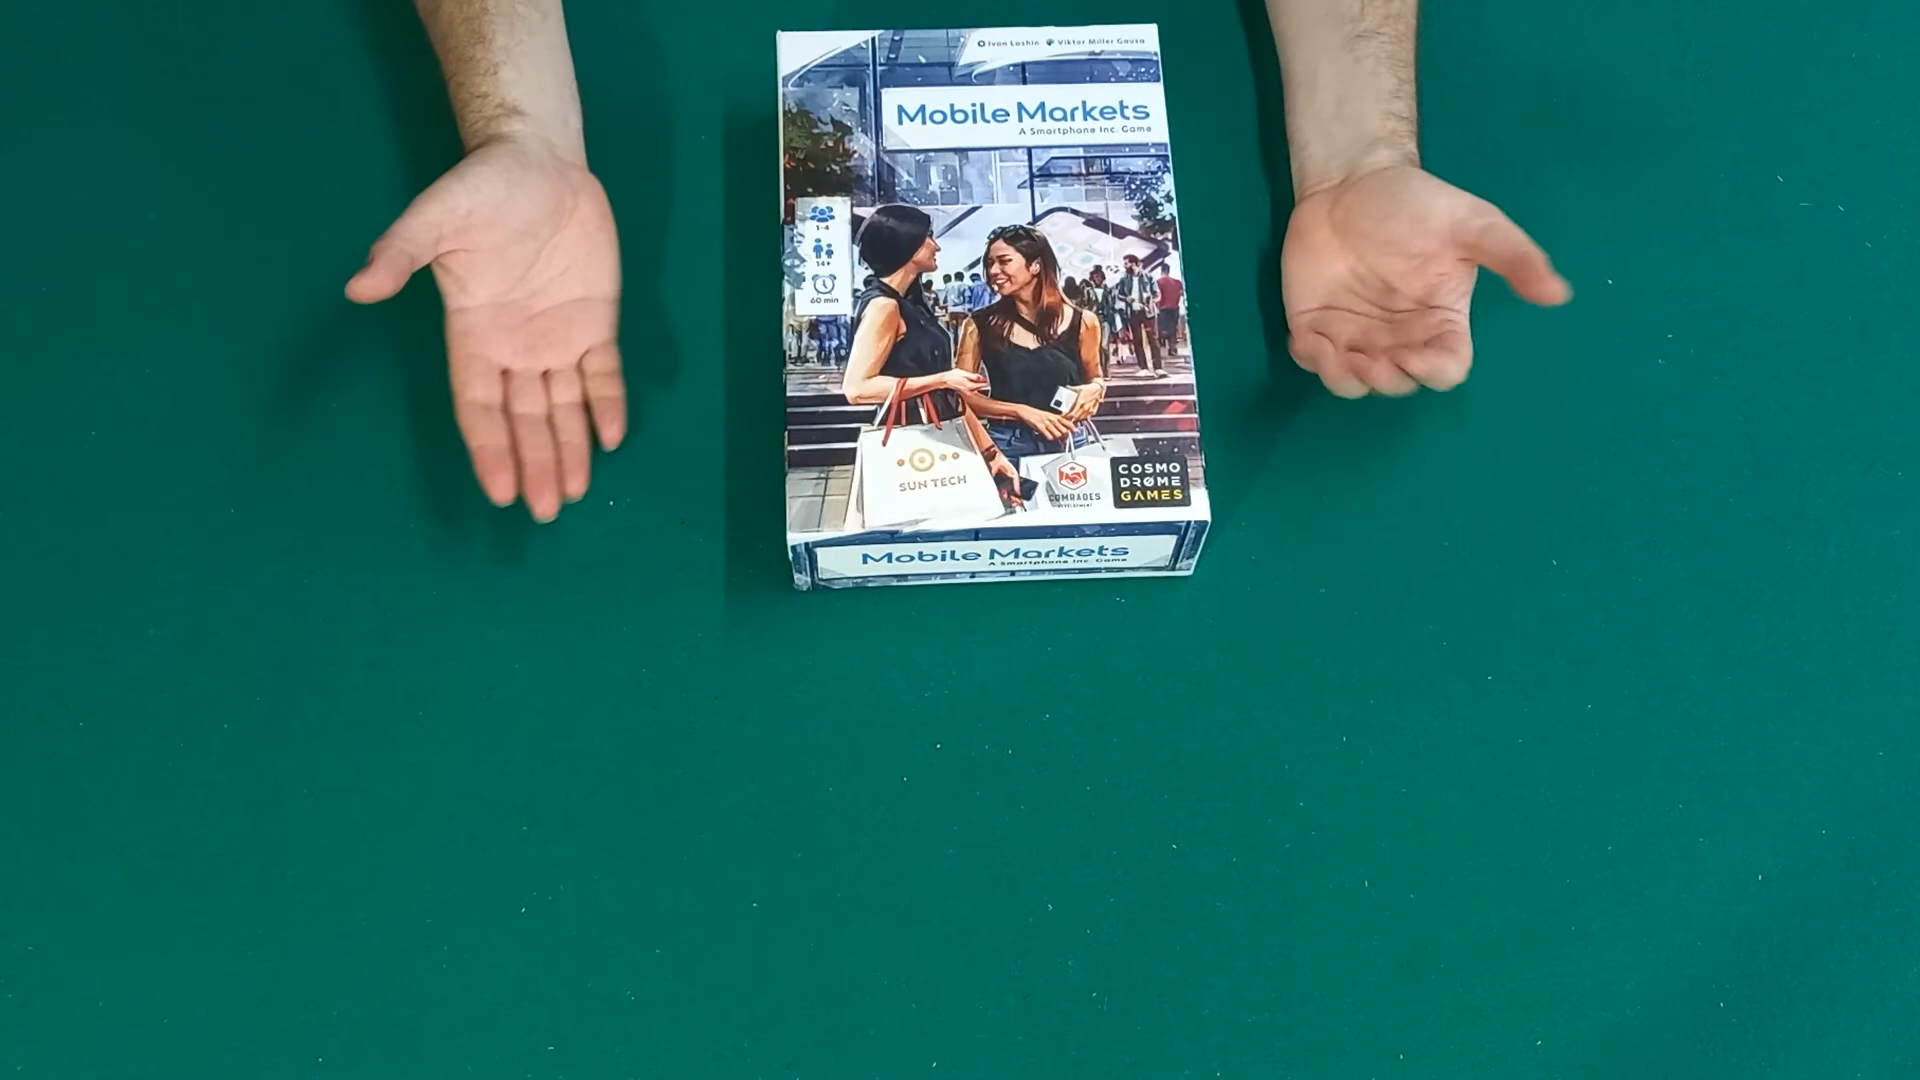 Ivan Lashin Viktor Miller Gausa
Mobile Markets
A Smartphone Inc. Game
1-4
14+
60 min
SUN TECH
COMRADES
DEVELOPMENT
COSMO
DRØME
GAMES
Mobile Markets
A Smartphone Inc. Game